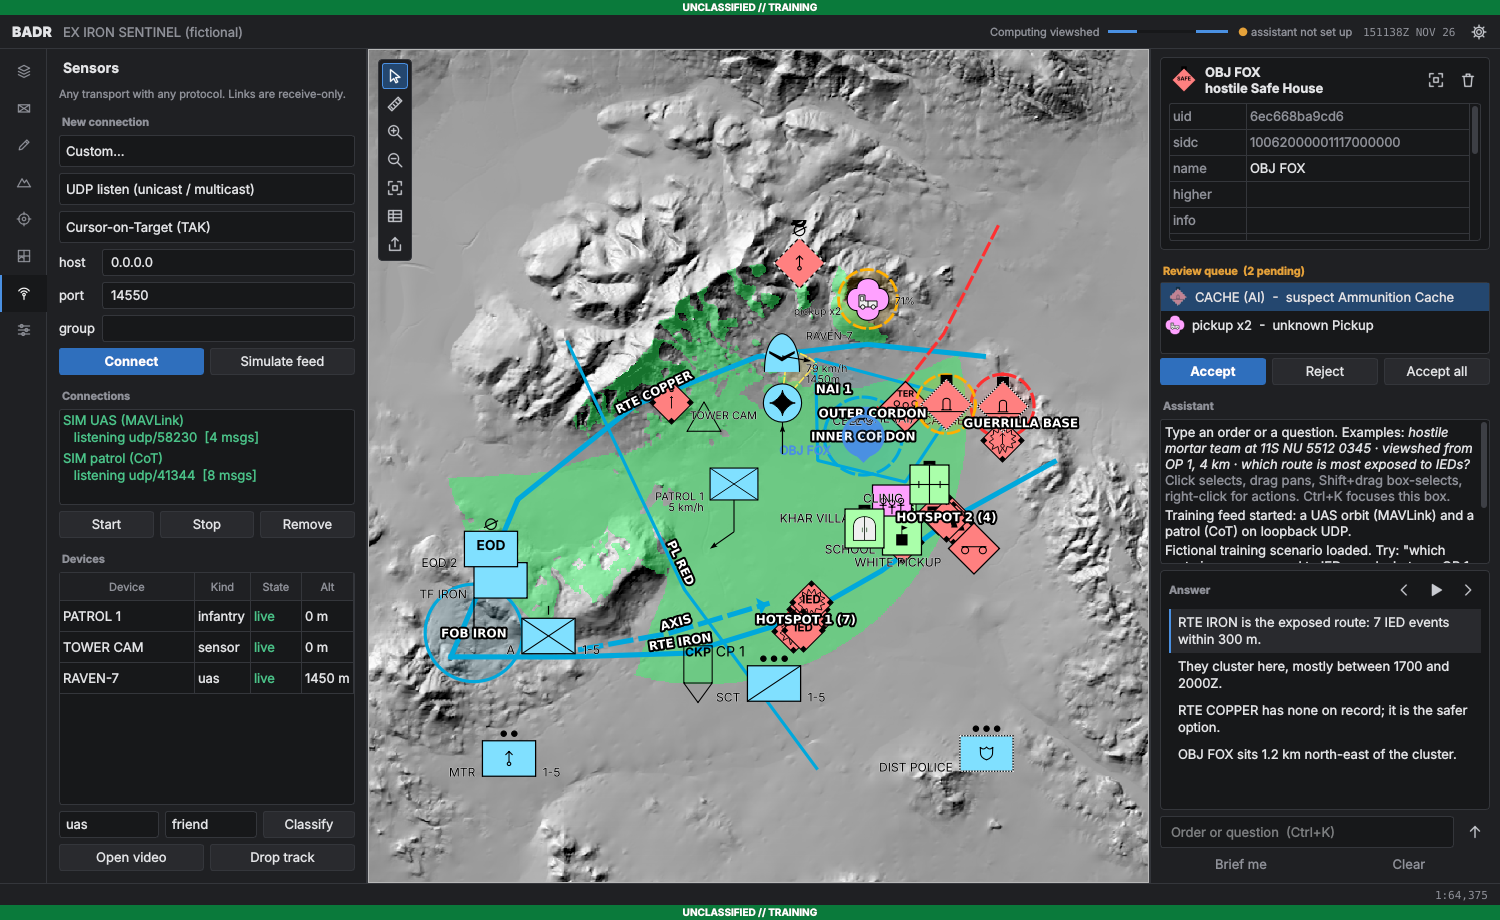 UNCLASSIFIED // TRAINING
BADR EX IRON SENTINEL (fictional)
Computing viewshed
assistant not set up
151138Z NOV 26
Sensors
Any transport with any protocol. Links are receive-only.
New connection
Custom...
UDP listen (unicast / multicast)
Cursor-on-Target (TAK)
host 0.0.0.0
port 14550
group
Connect
Simulate feed
Connections
SIM UAS (MAVLink)
listening udp/58230 [4 msgs]
SIM patrol (CoT)
listening udp/41344 [8 msgs]
Start
Stop
Remove
Devices
Device Kind State Alt
PATROL 1 infantry live 0 m
TOWER CAM sensor live 0 m
RAVEN-7 uas live 1450 m
uas
friend
Classify
Open video
Drop track
pickup x2
71%
RAVEN-7
79 km/h
1450m
NAI 1
RTE COPPER
TOWER CAM
TER
OUTER CORDON
GUERRILLA BASE
INNER CORDON
OBJ FOX
PATROL 1
5 km/h
CLINIC
KHAR VILLA
HOTSPOT 2 (4)
SCHOOL
WHITE PICKUP
EOD
EOD 2
TF IRON
PL RED
IED
FOB IRON
AXIS
HOTSPOT 1 (7)
IED
RTE IRON
A
1-5
CKP CP 1
SCT
1-5
MTR
1-5
DIST POLICE
SAFE
OBJ FOX
hostile Safe House
uid 6ec668ba9cd6
sidc 10062000001117000000
name OBJ FOX
higher
info
Review queue (2 pending)
CACHE (AI) - suspect Ammunition Cache
pickup x2 - unknown Pickup
Accept
Reject
Accept all
Assistant
Type an order or a question. Examples: hostile
mortar team at 11S NU 5512 0345 · viewshed from
OP 1, 4 km · which route is most exposed to IEDs?
Click selects, drag pans, Shift+drag box-selects,
right-click for actions. Ctrl+K focuses this box.
Training feed started: a UAS orbit (MAVLink) and a
patrol (CoT) on loopback UDP.
Fictional training scenario loaded. Try: "which
Answer
RTE IRON is the exposed route: 7 IED events
within 300 m.
They cluster here, mostly between 1700 and
2000Z.
RTE COPPER has none on record; it is the safer
option.
OBJ FOX sits 1.2 km north-east of the cluster.
Order or question (Ctrl+K)
Brief me
Clear
1:64,375
UNCLASSIFIED // TRAINING